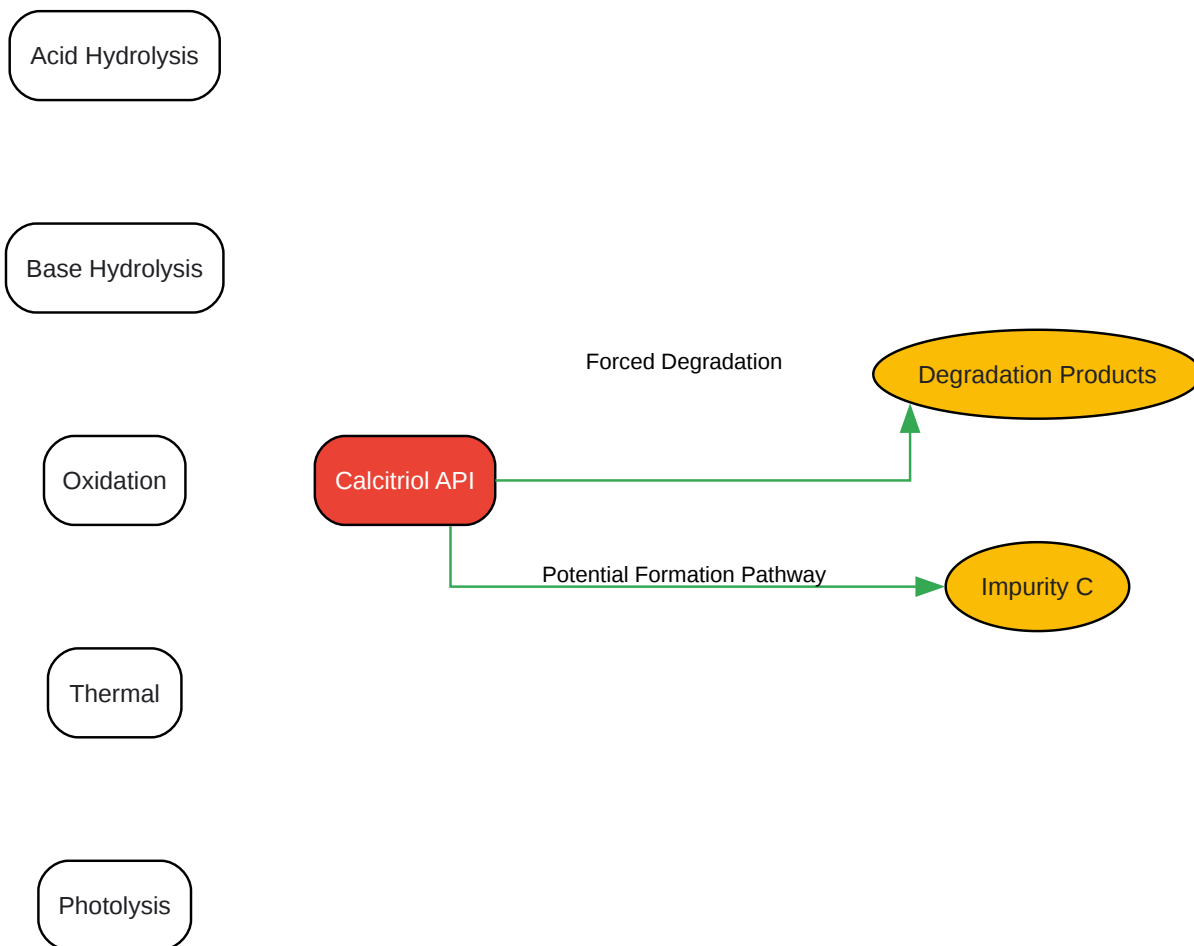 Acid Hydrolysis
Base Hydrolysis
Forced Degradation
Degradation Products
Oxidation
Calcitriol API
Potential Formation Pathway
Impurity C
Thermal
Photolysis